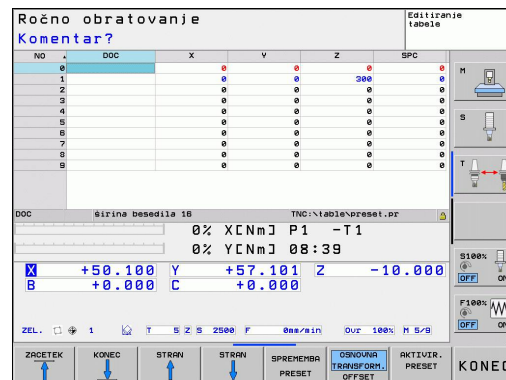 Ročno obratovanje
Editiranje tabele
Komentar?
NO DOC X Y Z SPC
0 0 0 0 0
1 0 0 300 0
2 0 0 0 0
3 0 0 0 0
4 0 0 0 0
5 0 0 0 0
6 0 0 0 0
7 0 0 0 0
8 0 0 0 0
9 0 0 0 0
DOC širina besedila 16 TNC:\table\preset.pr
0% X[Nm] P1 -T1
0% Y[Nm] 08:39
X +50.100 Y +57.101 Z -10.000
B +0.000 C +0.000
ZEL. 1 T 5 Z S 2500 F 0mm/min Ovr 100% M 5/9
M
S
T
S100%
OFF ON
F100%
OFF ON
ZACETEK KONEC STRAN STRAN SPREMEMBA PRESET OSNOVNA TRANSFORM. OFFSET AKTIVIR. PRESET KONEC